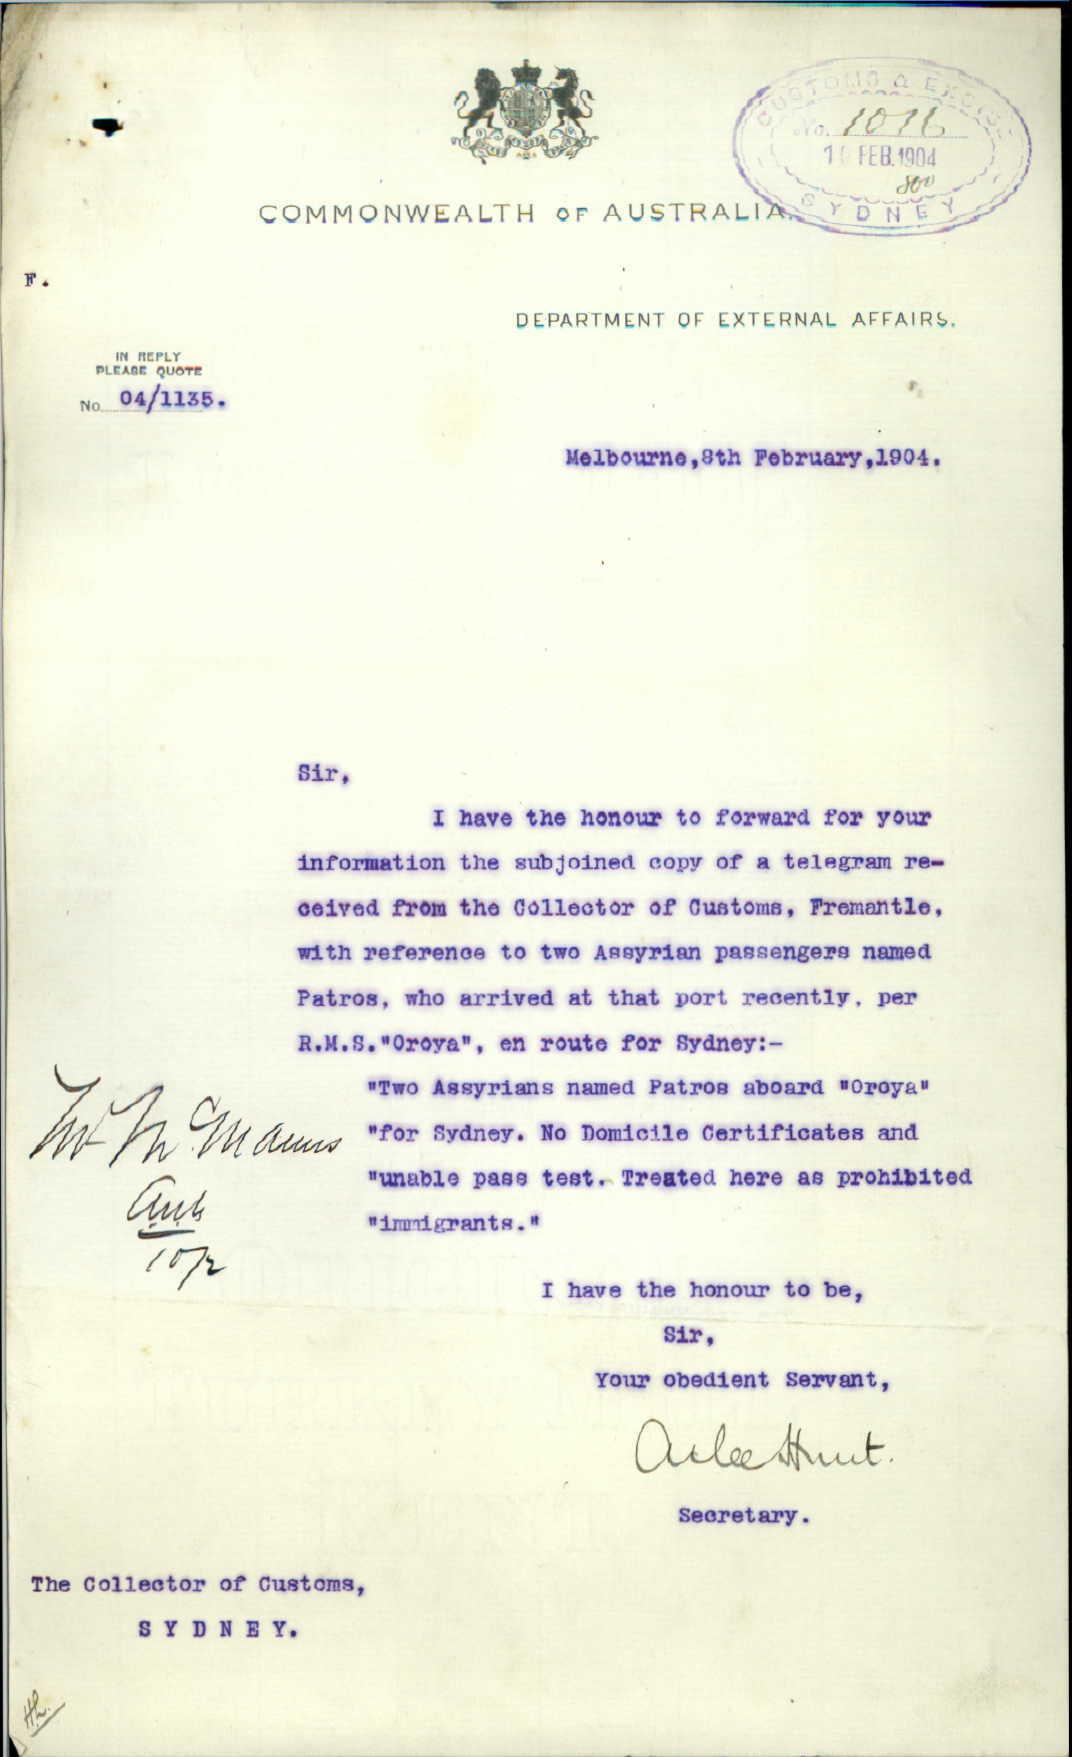 CUSTOMS & EXCISE
No. 1016
FEB. 1904
SYDNEY
COMMONWEALTH OF AUSTRALIA.
F.
DEPARTMENT OF EXTERNAL AFFAIRS.
IN REPLY
PLEASE QUOTE
No. 04/1135.
Melbourne,8th February,1904.
Sir,
I have the honour to forward for your
information the subjoined copy of a telegram re-
ceived from the Collector of Customs, Fremantle,
with reference to two Assyrian passengers named
Patros, who arrived at that port recently, per
R.M.S."Oroya", en route for Sydney:-
"Two Assyrians named Patros aboard "Oroya"
"for Sydney. No Domicile Certificates and
"unable pass test. Treated here as prohibited
"immigrants."
10/2
I have the honour to be,
Sir,
Your obedient Servant,
Atlee Hunt.
Secretary.
The Collector of Customs,
SYDNEY.